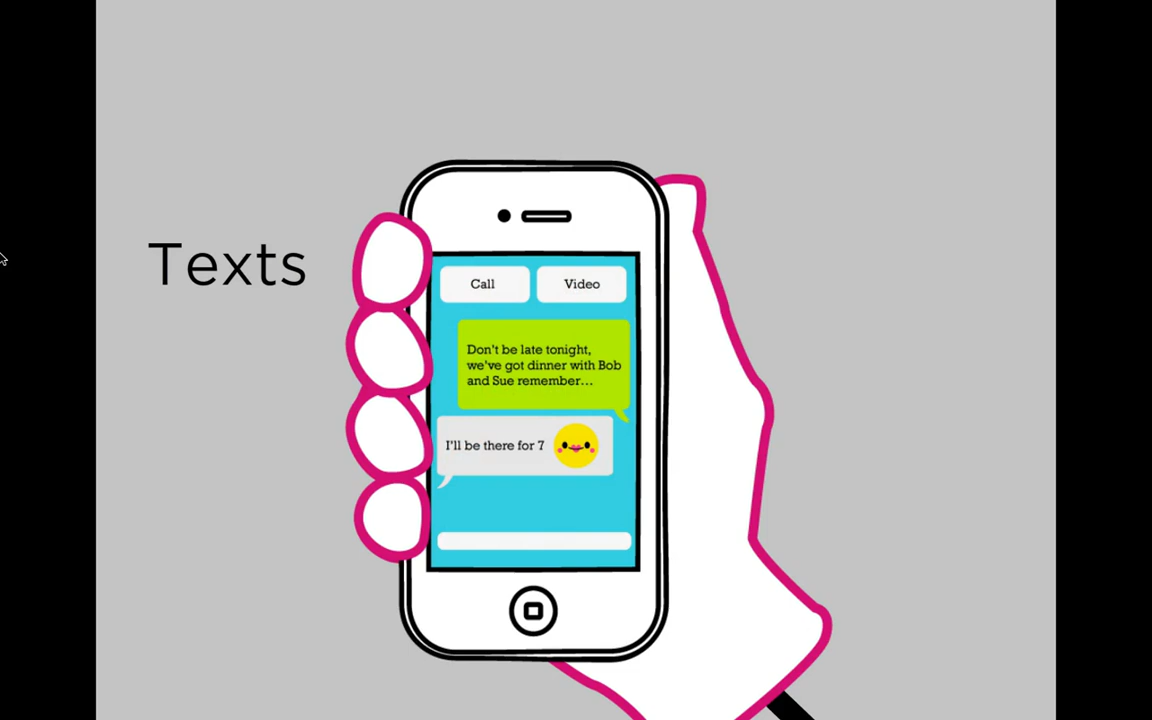 Texts
Call
Video
Don't be late tonight,
we've got dinner with Bob
and Sue remember...
I'll be there for 7